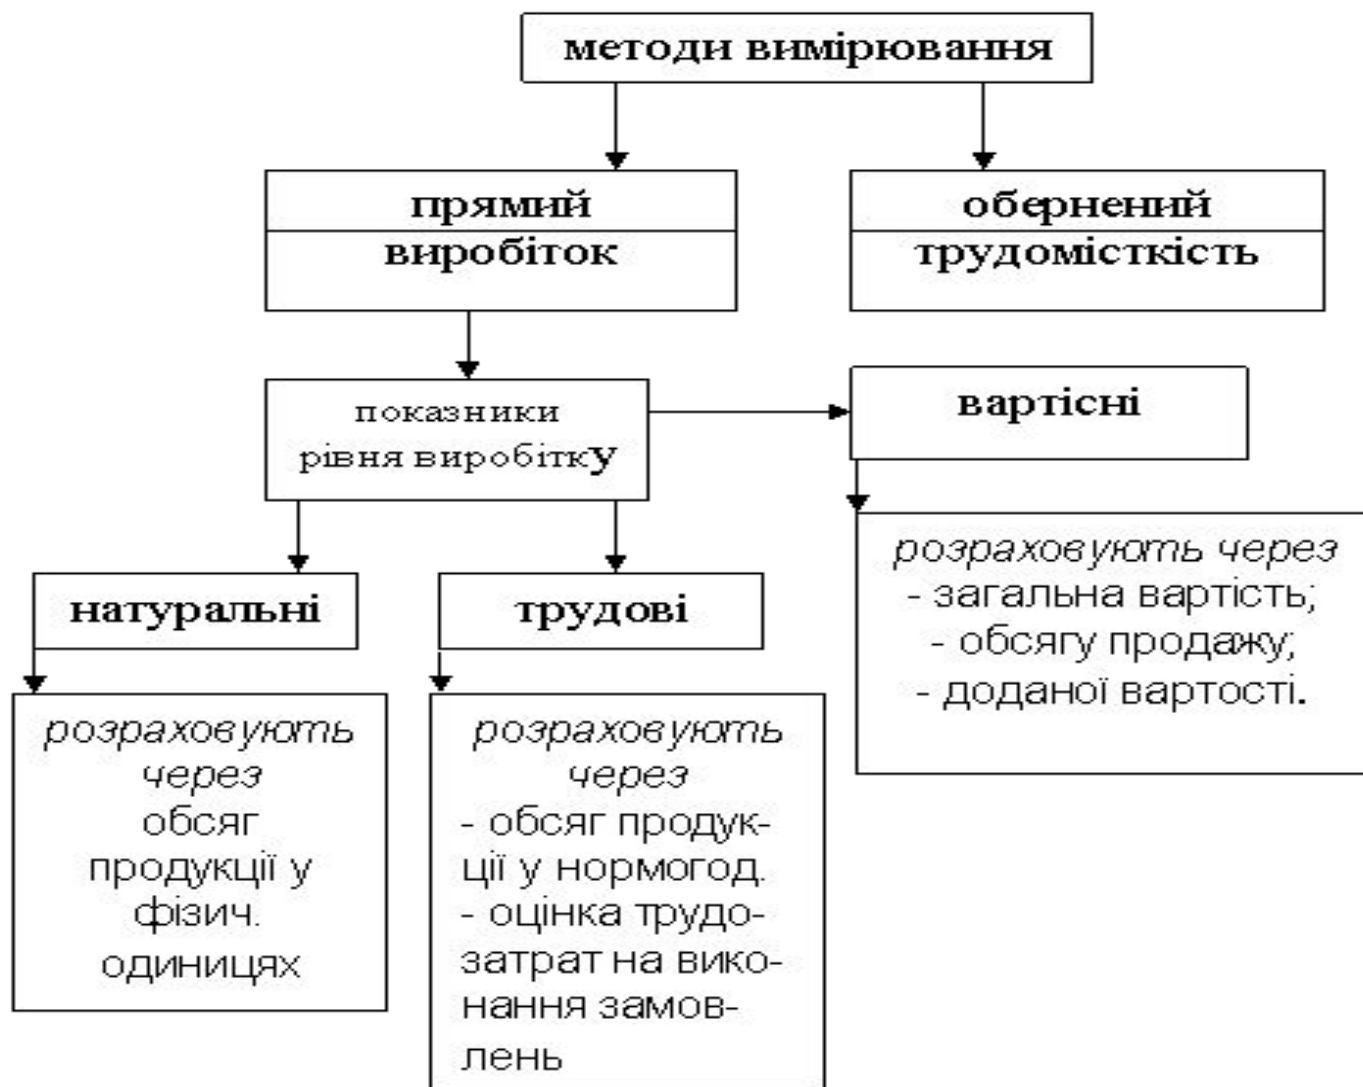 методи вимірювання
прямий
виробіток
обернений
трудомісткість
показники
рівня виробітку
вартісні
розраховують через
- загальна вартість;
- обсягу продажу;
- доданої вартості.
натуральні
розраховують
через
обсяг
продукції у
фізич.
одиницях
трудові
розраховують
через
- обсяг продук-
ції у нормогод.
- оцінка трудо-
затрат на вико-
нання замов-
лень